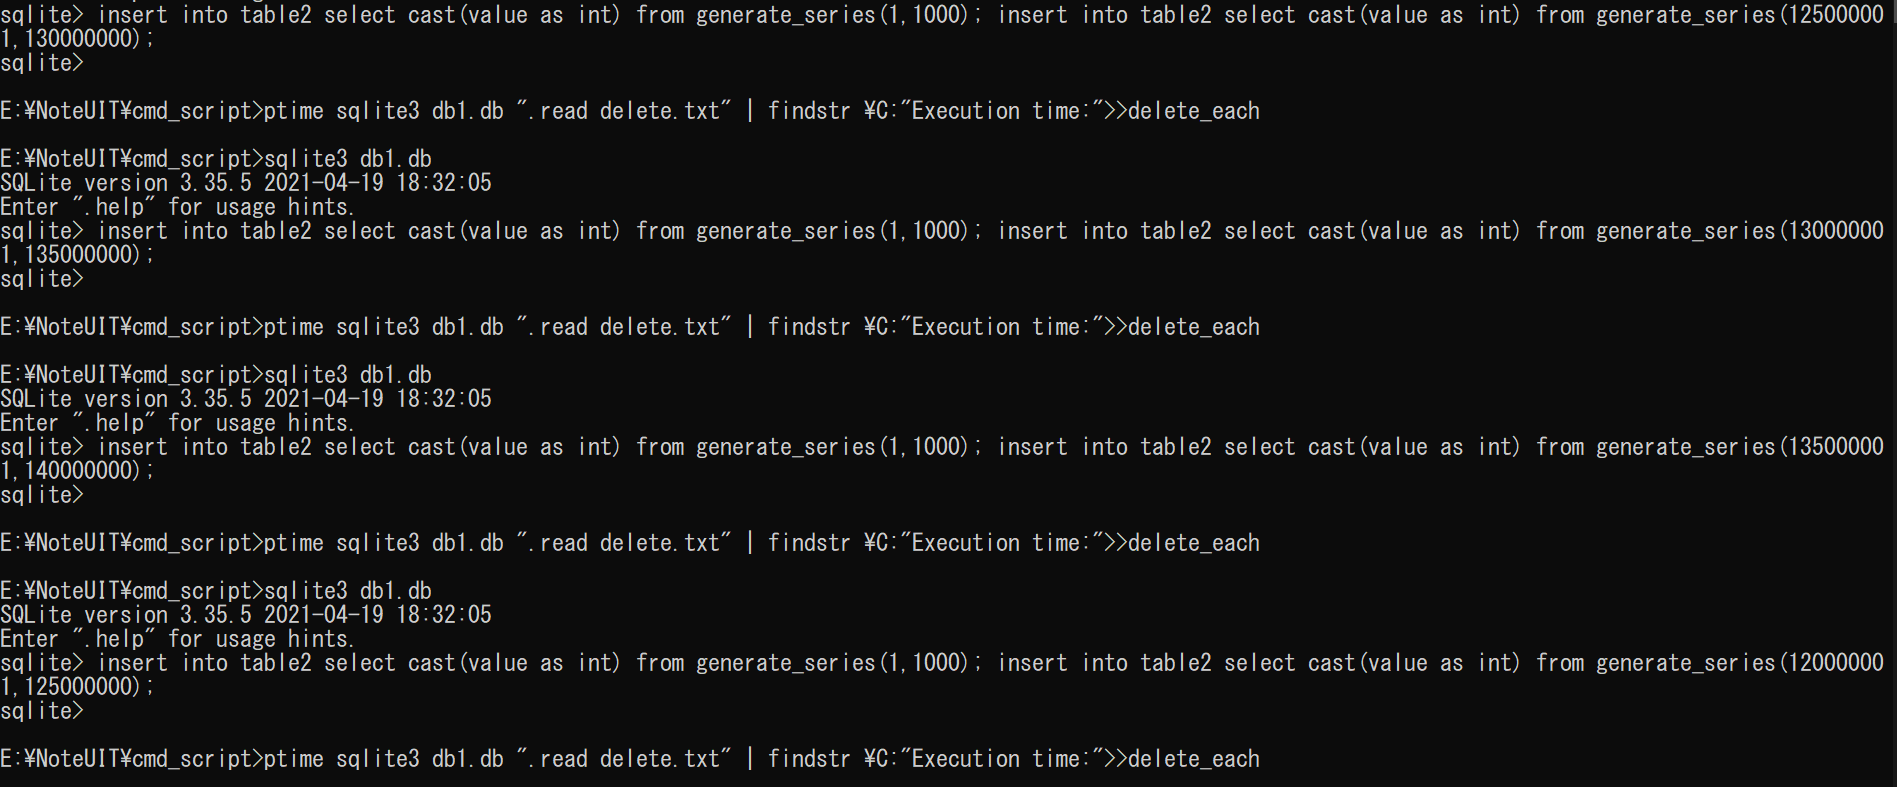 sqlite> insert into table2 select cast(value as int) from generate_series(1,1000); insert into table2 select cast(value as int) from generate_series(12500000
1,130000000);
sqlite>
E:¥NoteUIT¥cmd_script>ptime sqlite3 db1.db ".read delete.txt" | findstr ¥C:"Execution time:">>delete_each
E:¥NoteUIT¥cmd_script>sqlite3 db1.db
SQLite version 3.35.5 2021-04-19 18:32:05
Enter ".help" for usage hints.
sqlite> insert into table2 select cast(value as int) from generate_series(1,1000); insert into table2 select cast(value as int) from generate_series(13000000
1,135000000);
sqlite>
E:¥NoteUIT¥cmd_script>ptime sqlite3 db1.db ".read delete.txt" | findstr ¥C:"Execution time:">>delete_each
E:¥NoteUIT¥cmd_script>sqlite3 db1.db
SQLite version 3.35.5 2021-04-19 18:32:05
Enter ".help" for usage hints.
sqlite> insert into table2 select cast(value as int) from generate_series(1,1000); insert into table2 select cast(value as int) from generate_series(13500000
1,140000000);
sqlite>
E:¥NoteUIT¥cmd_script>ptime sqlite3 db1.db ".read delete.txt" | findstr ¥C:"Execution time:">>delete_each
E:¥NoteUIT¥cmd_script>sqlite3 db1.db
SQLite version 3.35.5 2021-04-19 18:32:05
Enter ".help" for usage hints.
sqlite> insert into table2 select cast(value as int) from generate_series(1,1000); insert into table2 select cast(value as int) from generate_series(12000000
1,125000000);
sqlite>
E:¥NoteUIT¥cmd_script>ptime sqlite3 db1.db ".read delete.txt" | findstr ¥C:"Execution time:">>delete_each